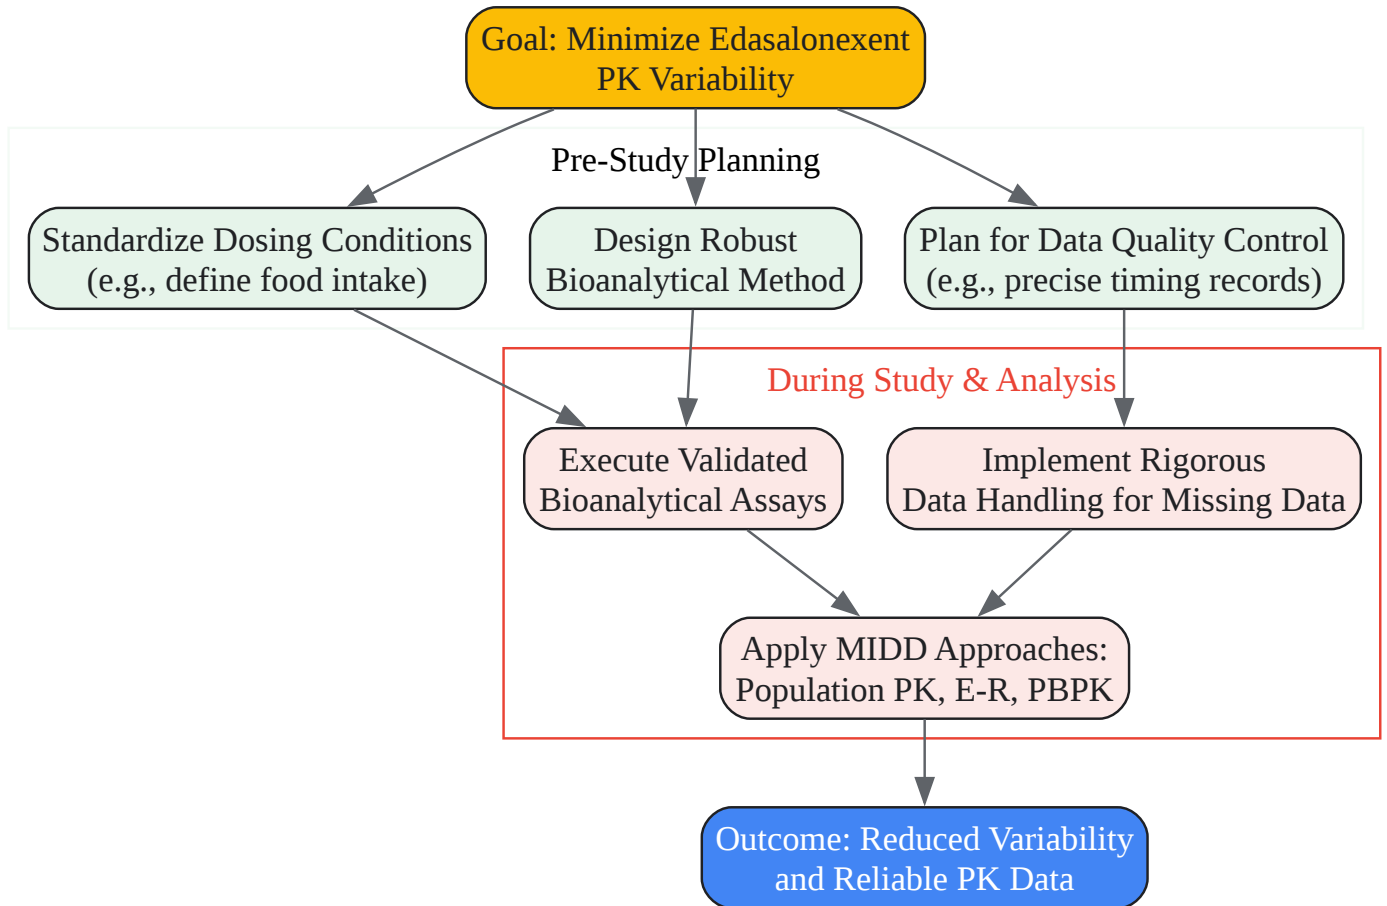 Goal: Minimize Edasalonexent
PK Variability
Pre-Study Planning
Standardize Dosing Conditions
(e.g., define food intake)
Design Robust
Bioanalytical Method
Plan for Data Quality Control
(e.g., precise timing records)
During Study & Analysis
Execute Validated
Bioanalytical Assays
Implement Rigorous
Data Handling for Missing Data
Apply MIDD Approaches:
Population PK, E-R, PBPK
Outcome: Reduced Variability
and Reliable PK Data